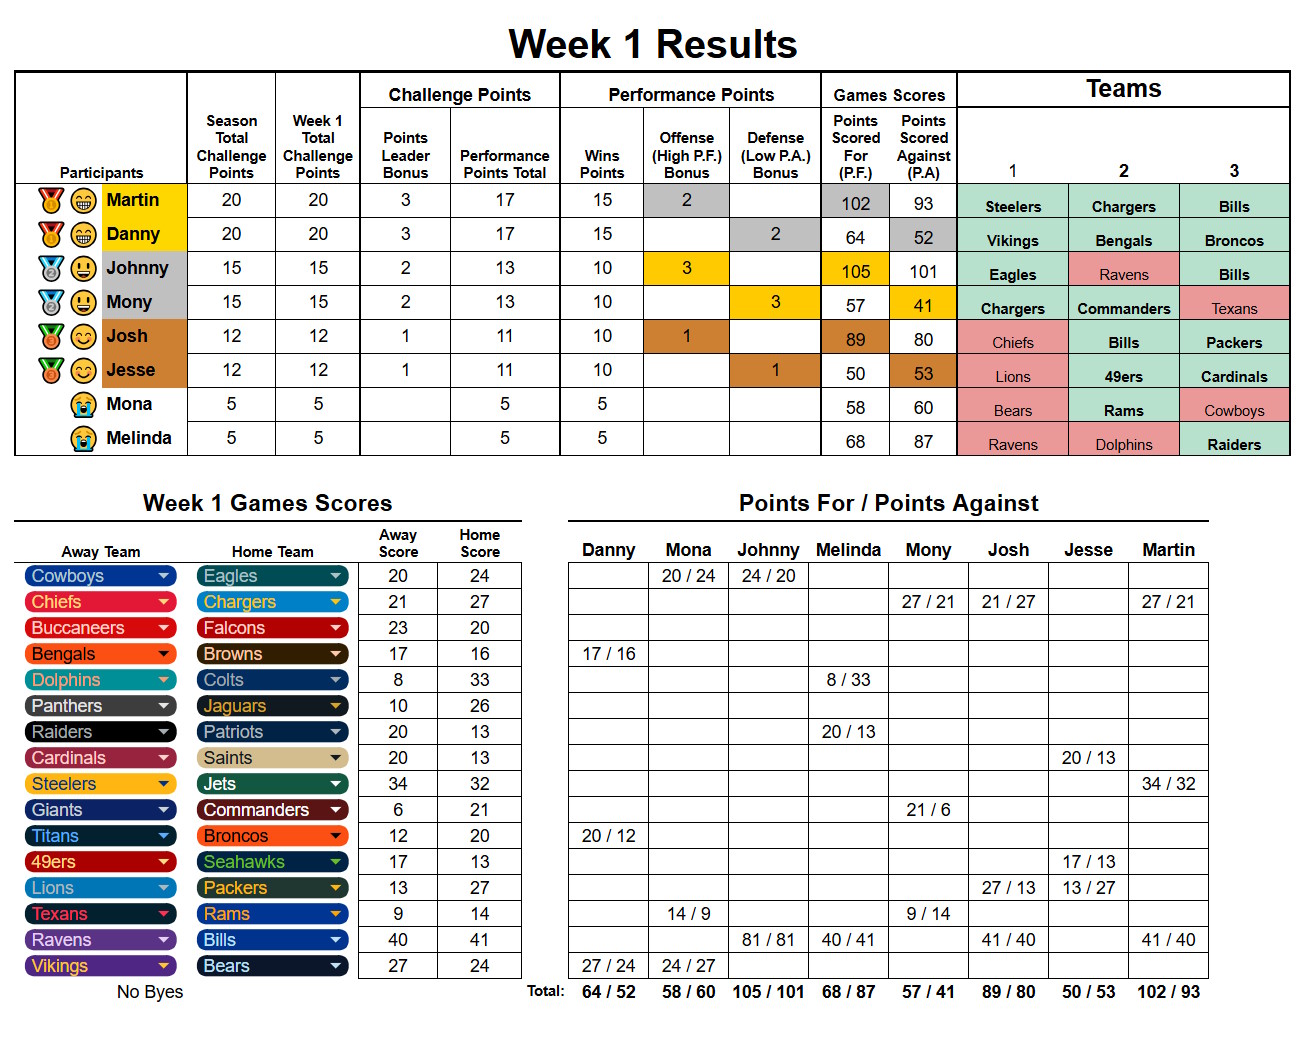 Week 1 Results
Challenge Points Performance Points Games Scores Teams
Participants Season Total Challenge Points Week 1 Total Challenge Points Points Leader Bonus Performance Points Total Wins Points Offense (High P.F.) Bonus Defense (Low P.A.) Bonus Points Scored For (P.F.) Points Scored Against (P.A) 1 2 3
Martin 20 20 3 17 15 2 102 93 Steelers Chargers Bills
Danny 20 20 3 17 15 2 64 52 Vikings Bengals Broncos
Johnny 15 15 2 13 10 3 105 101 Eagles Ravens Bills
Mony 15 15 2 13 10 3 57 41 Chargers Commanders Texans
Josh 12 12 1 11 10 1 89 80 Chiefs Bills Packers
Jesse 12 12 1 11 10 1 50 53 Lions 49ers Cardinals
Mona 5 5 5 5 58 60 Bears Rams Cowboys
Melinda 5 5 5 5 68 87 Ravens Dolphins Raiders
Week 1 Games Scores Points For / Points Against
Away Team Home Team Away Score Home Score Danny Mona Johnny Melinda Mony Josh Jesse Martin
Cowboys Eagles 20 24 20 / 24 24 / 20
Chiefs Chargers 21 27 27 / 21 21 / 27 27 / 21
Buccaneers Falcons 23 20
Bengals Browns 17 16 17 / 16
Dolphins Colts 8 33 8 / 33
Panthers Jaguars 10 26
Raiders Patriots 20 13 20 / 13
Cardinals Saints 20 13 20 / 13
Steelers Jets 34 32 34 / 32
Giants Commanders 6 21 21 / 6
Titans Broncos 12 20 20 / 12
49ers Seahawks 17 13 17 / 13
Lions Packers 13 27 27 / 13 13 / 27
Texans Rams 9 14 14 / 9 9 / 14
Ravens Bills 40 41 81 / 81 40 / 41 41 / 40 41 / 40
Vikings Bears 27 24 27 / 24 24 / 27
No Byes Total: 64 / 52 58 / 60 105 / 101 68 / 87 57 / 41 89 / 80 50 / 53 102 / 93